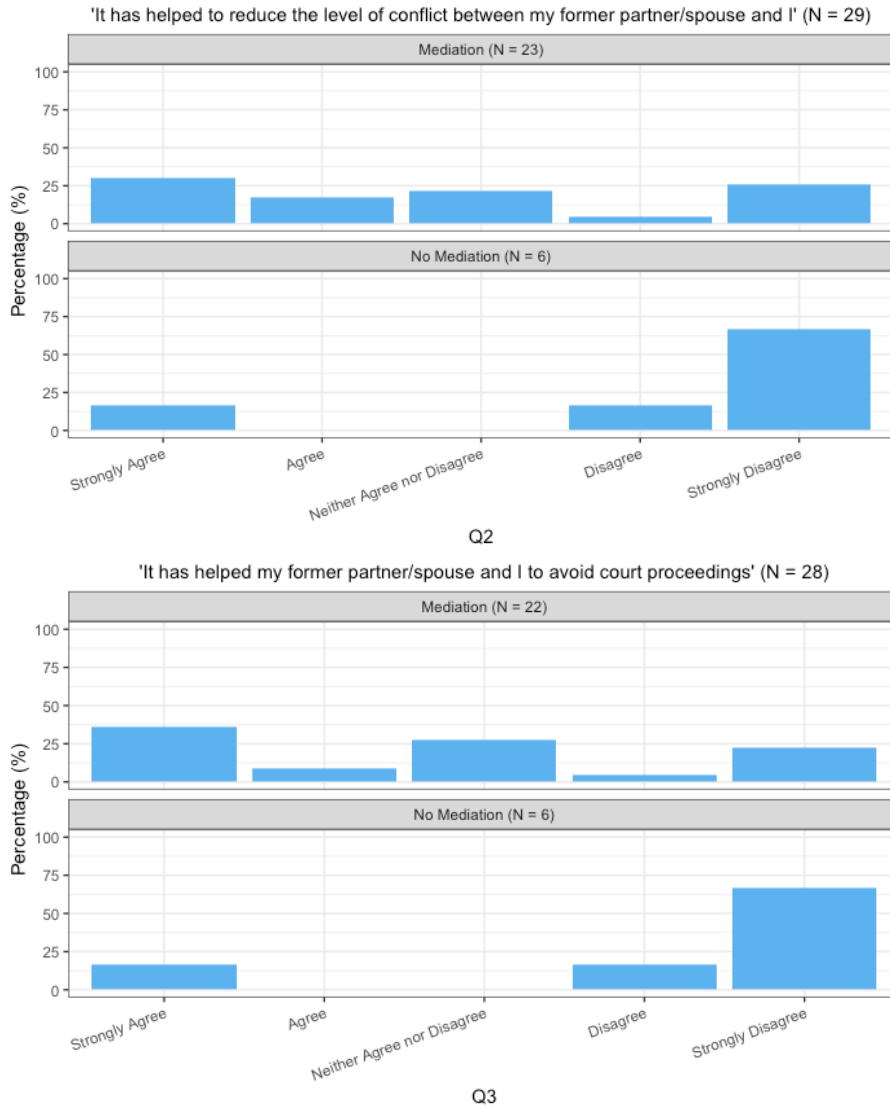 'It has helped to reduce the level of conflict between my former partner/spouse and I' (N = 29)
Mediation (N = 23)
100
75
50
25
0
No Mediation (N = 6)
100
75
50
25
0
Percentage (%)
Strongly Agree
Agree
Neither Agree nor Disagree
Disagree
Strongly Disagree
Q2
'It has helped my former partner/spouse and I to avoid court proceedings' (N = 28)
Mediation (N = 22)
100
75
50
25
0
No Mediation (N = 6)
100
75
50
25
0
Percentage (%)
Strongly Agree
Agree
Neither Agree nor Disagree
Disagree
Strongly Disagree
Q3